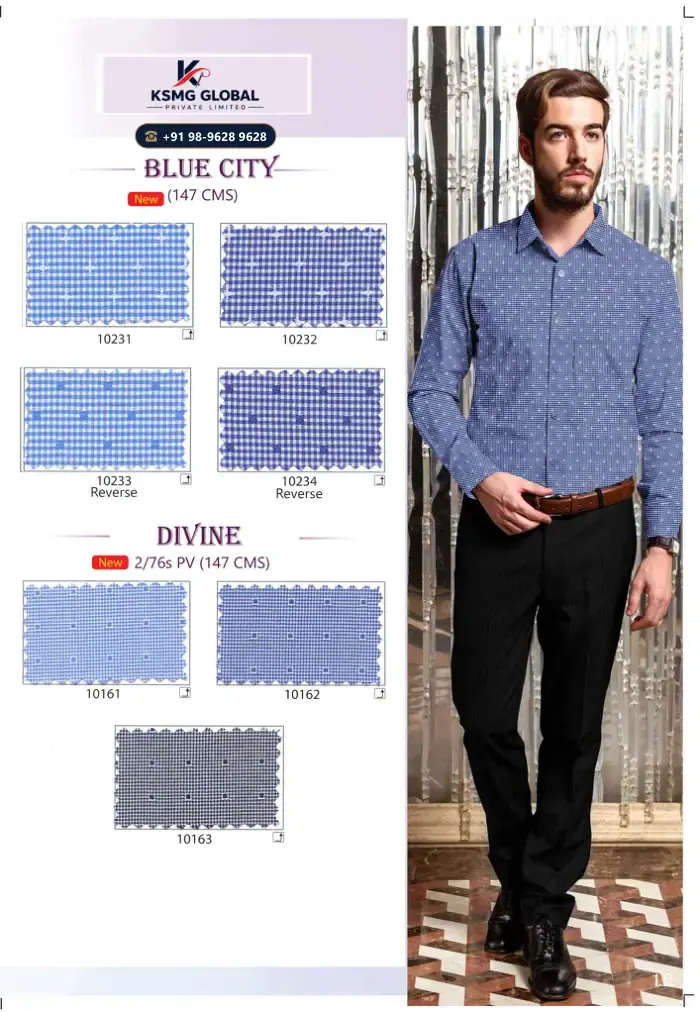 KSMG GLOBAL
PRIVATE LIMITED
+91 98-9628 9628
BLUE CITY
New (147 CMS)
10231
10232
10233
Reverse
10234
Reverse
DIVINE
New 2/76s PV (147 CMS)
10161
10162
10163